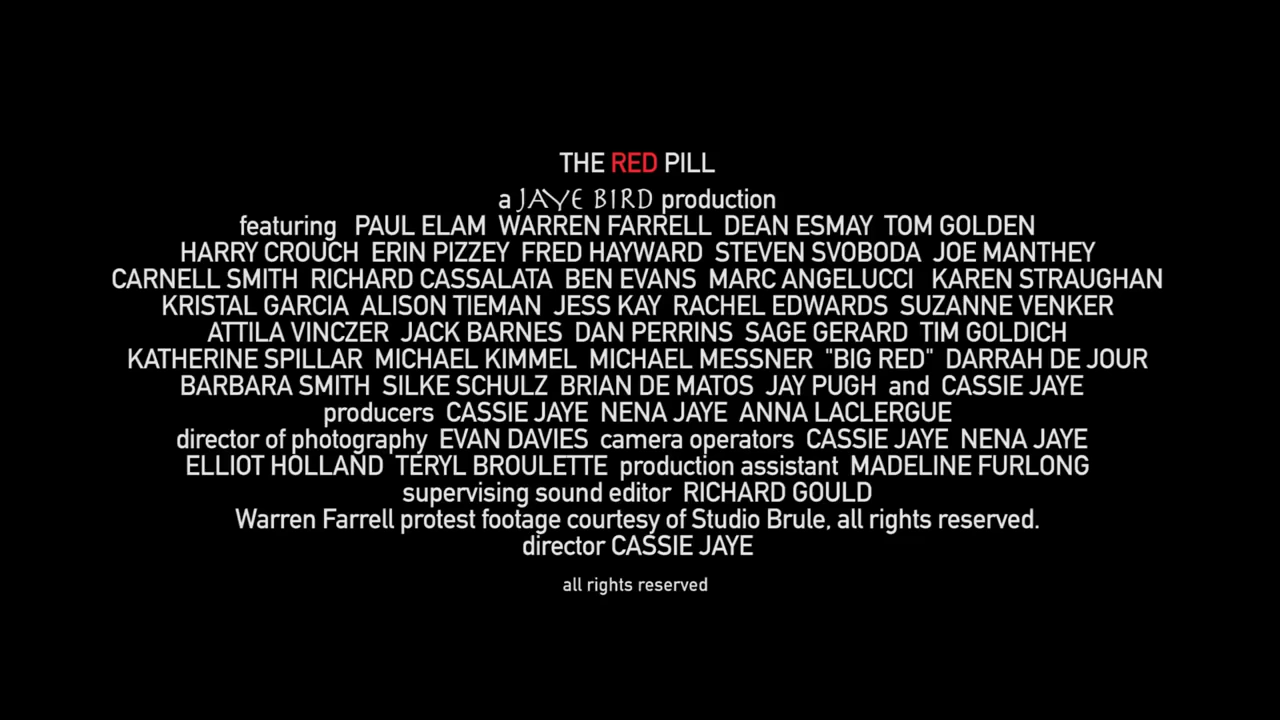 THE RED PILL
a JAYE BIRD production
featuring PAUL ELAM WARREN FARRELL DEAN ESMAY TOM GOLDEN
HARRY CROUCH ERIN PIZZEY FRED HAYWARD STEVEN SVOBODA JOE MANTHEY
CARNELL SMITH RICHARD CASSALATA BEN EVANS MARC ANGELUCCI KAREN STRAUGHAN
KRISTAL GARCIA ALISON TIEMAN JESS KAY RACHEL EDWARDS SUZANNE VENKER
ATTILA VINCZER JACK BARNES DAN PERRINS SAGE GERARD TIM GOLDICH
KATHERINE SPILLAR MICHAEL KIMMEL MICHAEL MESSNER "BIG RED" DARRAH DE JOUR
BARBARA SMITH SILKE SCHULZ BRIAN DE MATOS JAY PUGH and CASSIE JAYE
producers CASSIE JAYE NENA JAYE ANNA LACLERGUE
director of photography EVAN DAVIES camera operators CASSIE JAYE NENA JAYE
ELLIOT HOLLAND TERYL BROULETTE production assistant MADELINE FURLONG
supervising sound editor RICHARD GOULD
Warren Farrell protest footage courtesy of Studio Brule, all rights reserved.
director CASSIE JAYE
all rights reserved